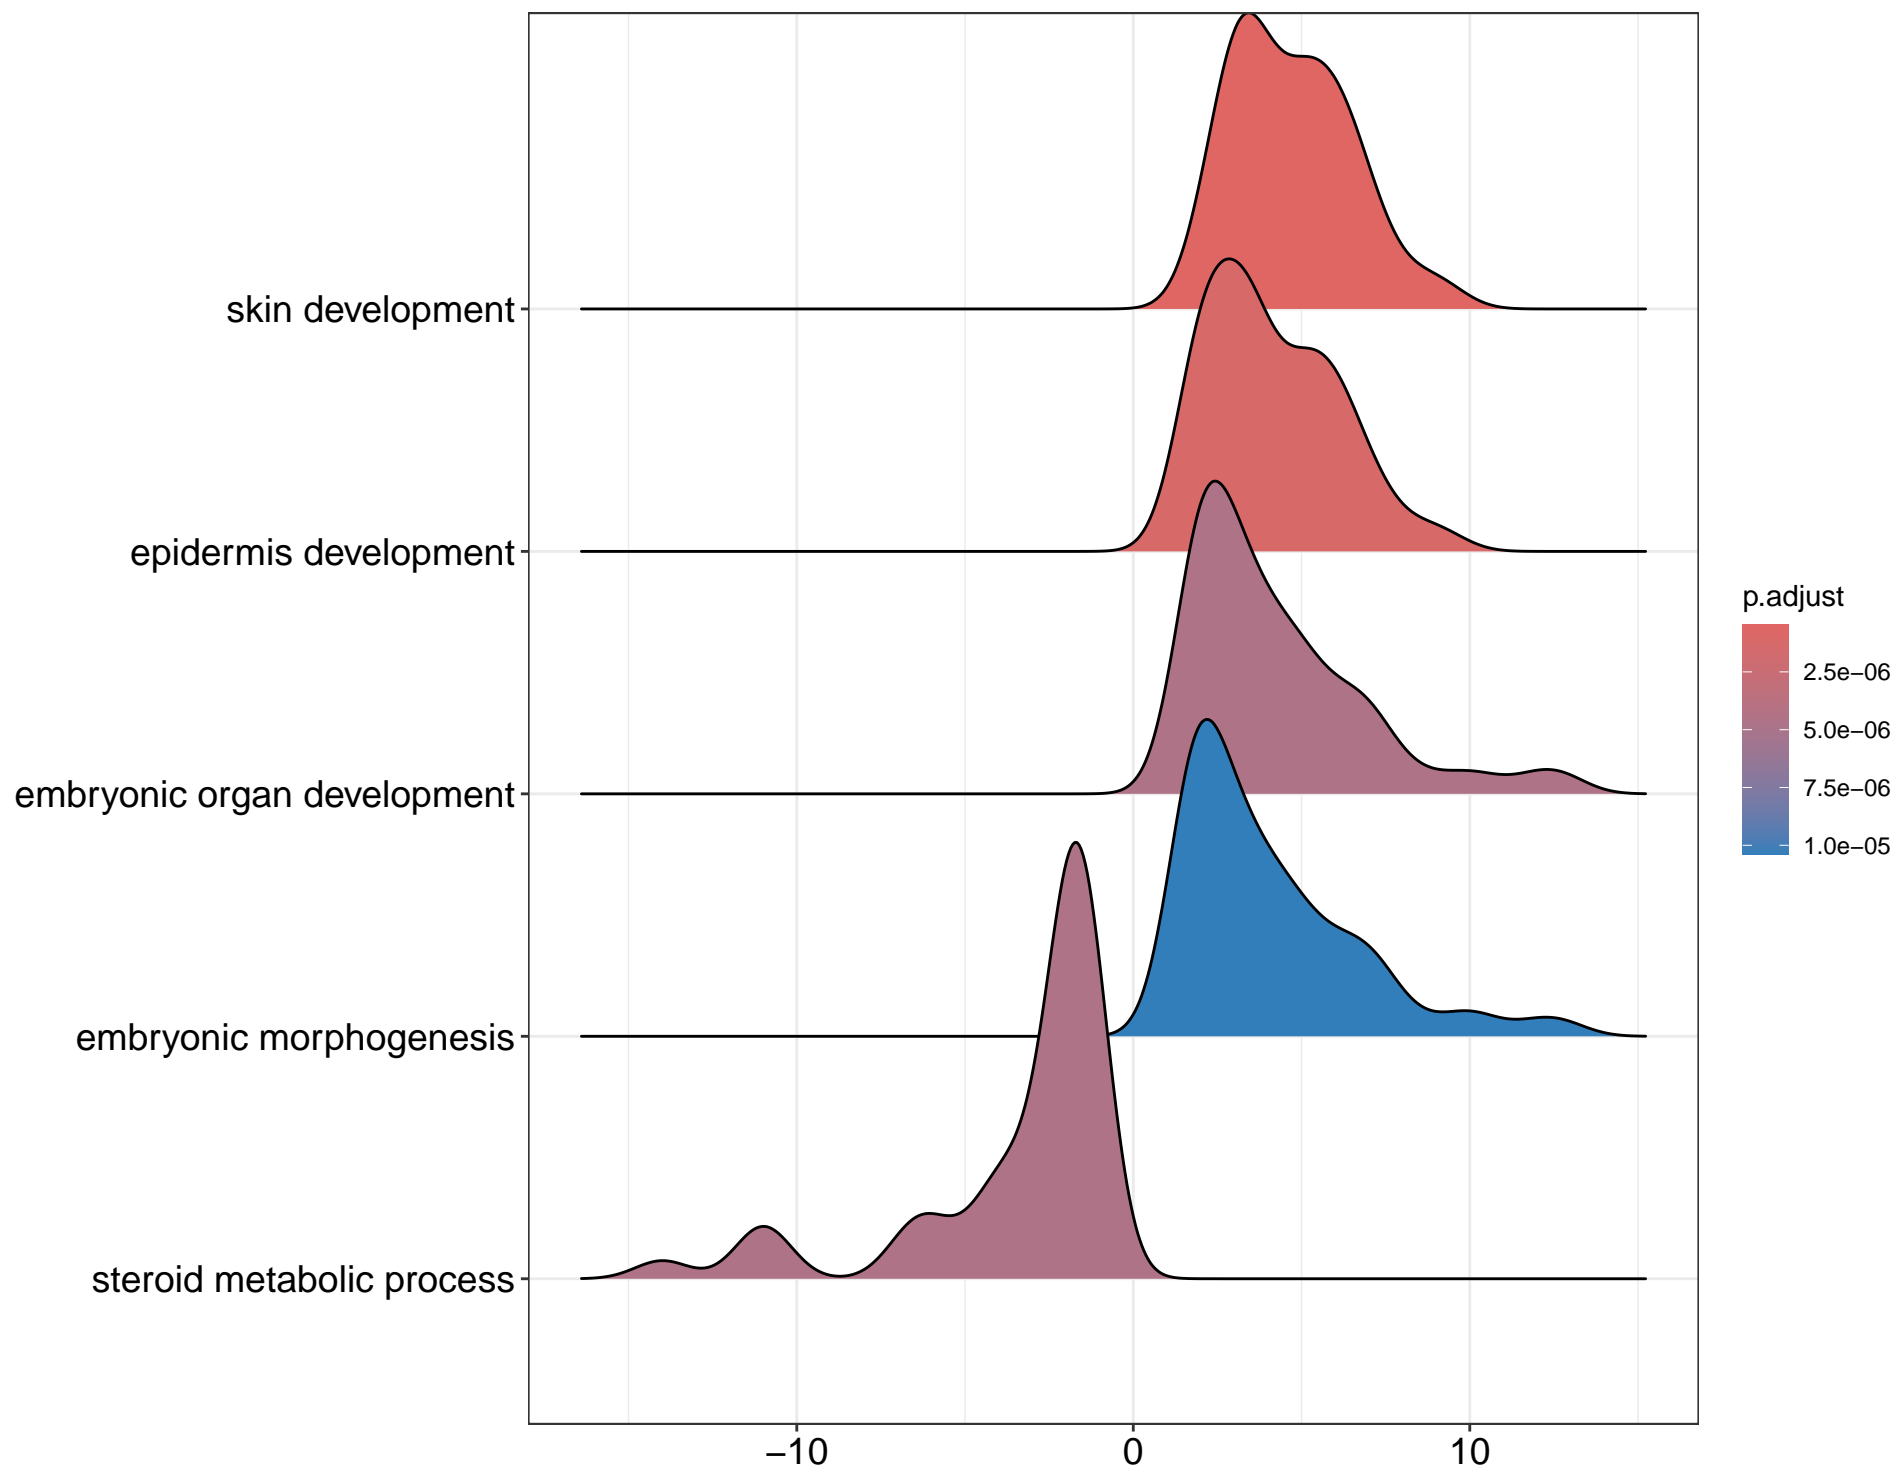 skin development
epidermis development
embryonic organ development
embryonic morphogenesis
steroid metabolic process
−10
0
10
p.adjust
2.5e−06
5.0e−06
7.5e−06
1.0e−05